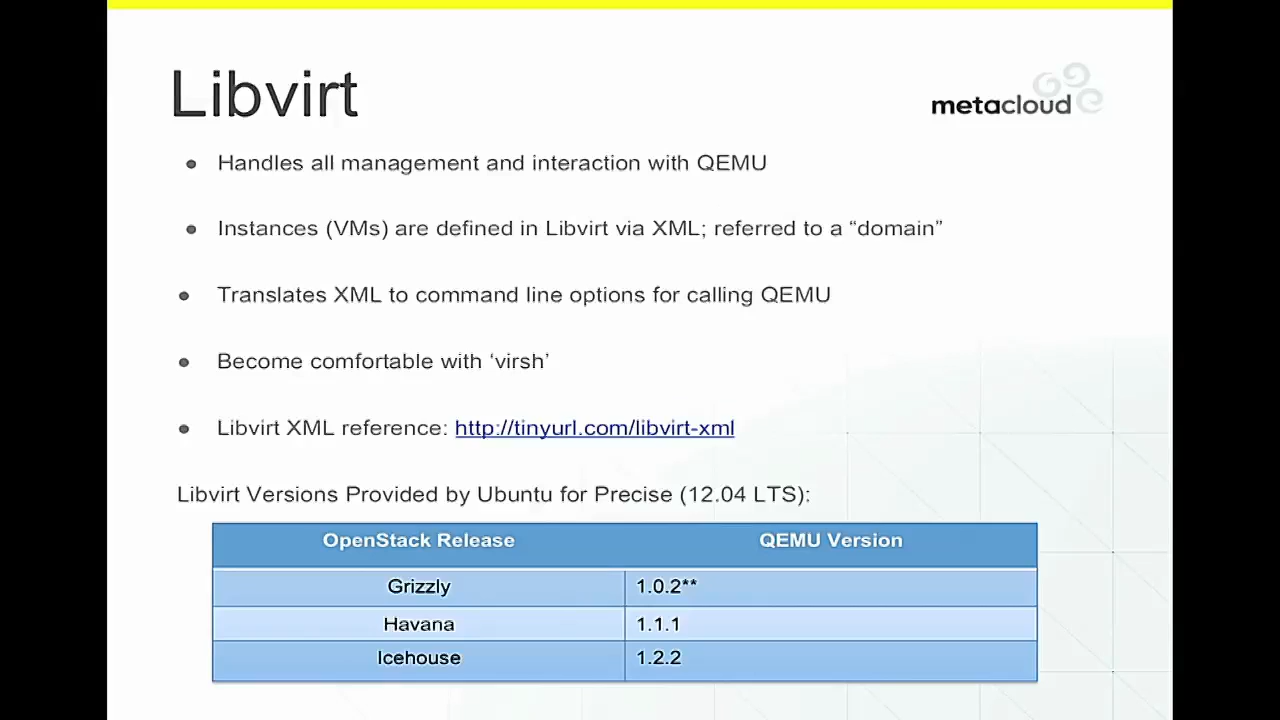 Libvirt
metacloud
Handles all management and interaction with QEMU
Instances (VMs) are defined in Libvirt via XML; referred to a “domain”
Translates XML to command line options for calling QEMU
Become comfortable with ‘virsh’
Libvirt XML reference: http://tinyurl.com/libvirt-xml
Libvirt Versions Provided by Ubuntu for Precise (12.04 LTS):
OpenStack Release QEMU Version
Grizzly 1.0.2**
Havana 1.1.1
Icehouse 1.2.2